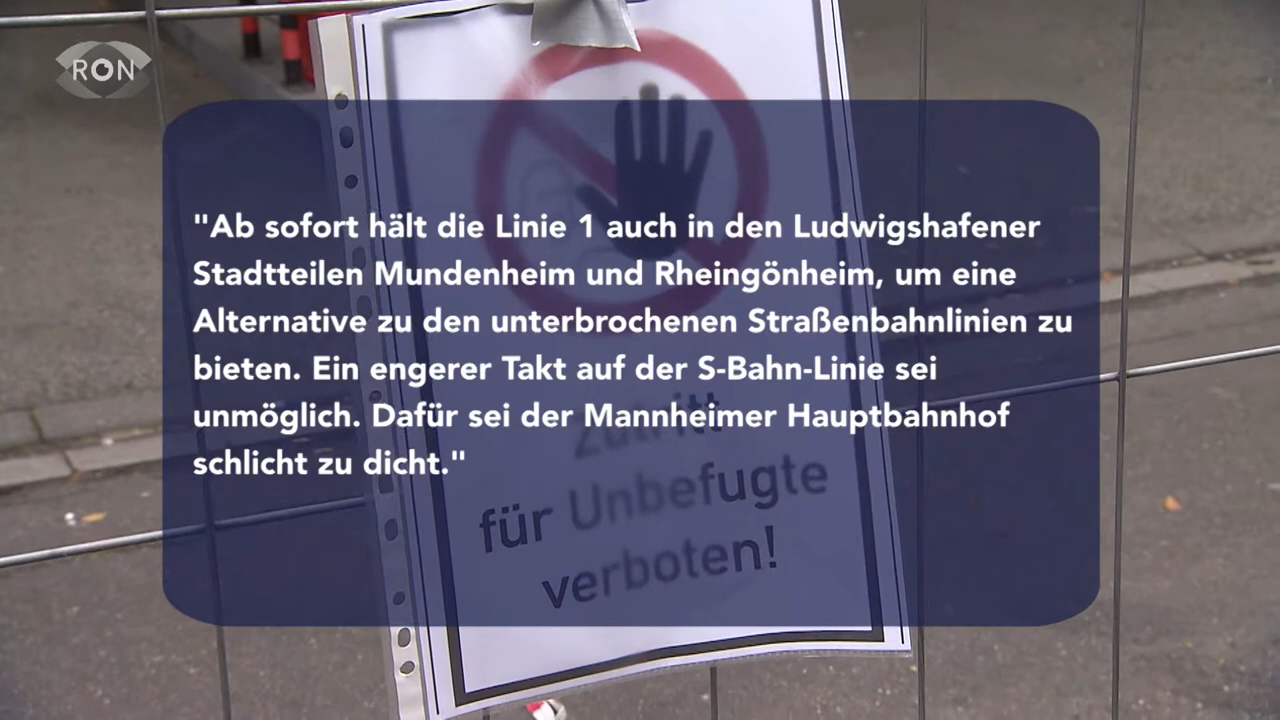 RON
"Ab sofort hält die Linie 1 auch in den Ludwigshafener
Stadtteilen Mundenheim und Rheingönheim, um eine
Alternative zu den unterbrochenen Straßenbahnlinien zu
bieten. Ein engerer Takt auf der S-Bahn-Linie sei
unmöglich. Dafür sei der Mannheimer Hauptbahnhof
schlicht zu dicht."
Zutritt
für Unbefugte
verboten!